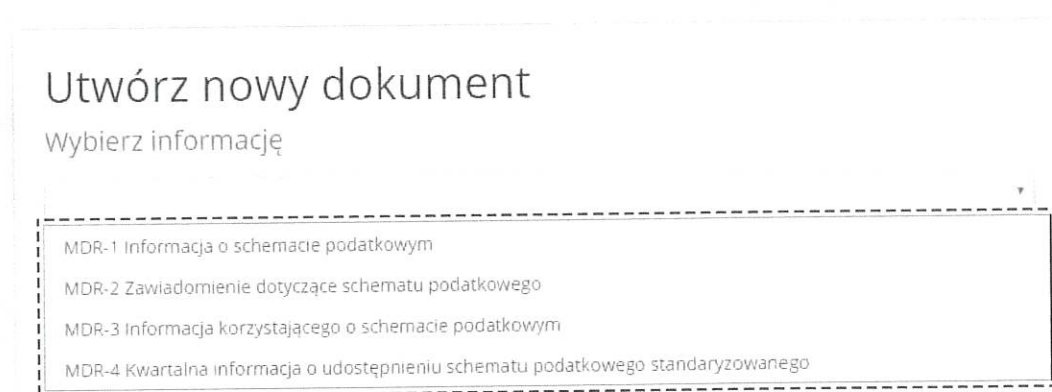 Utwórz nowy dokument
Wybierz informację
MDR-1 Informacja o schemacie podatkowym
MDR-2 Zawiadomienie dotyczące schematu podatkowego
MDR-3 Informacja korzystającego o schemacie podatkowym
MDR-4 Kwartalna informacja o udostępnieniu schematu podatkowego standaryzowanego